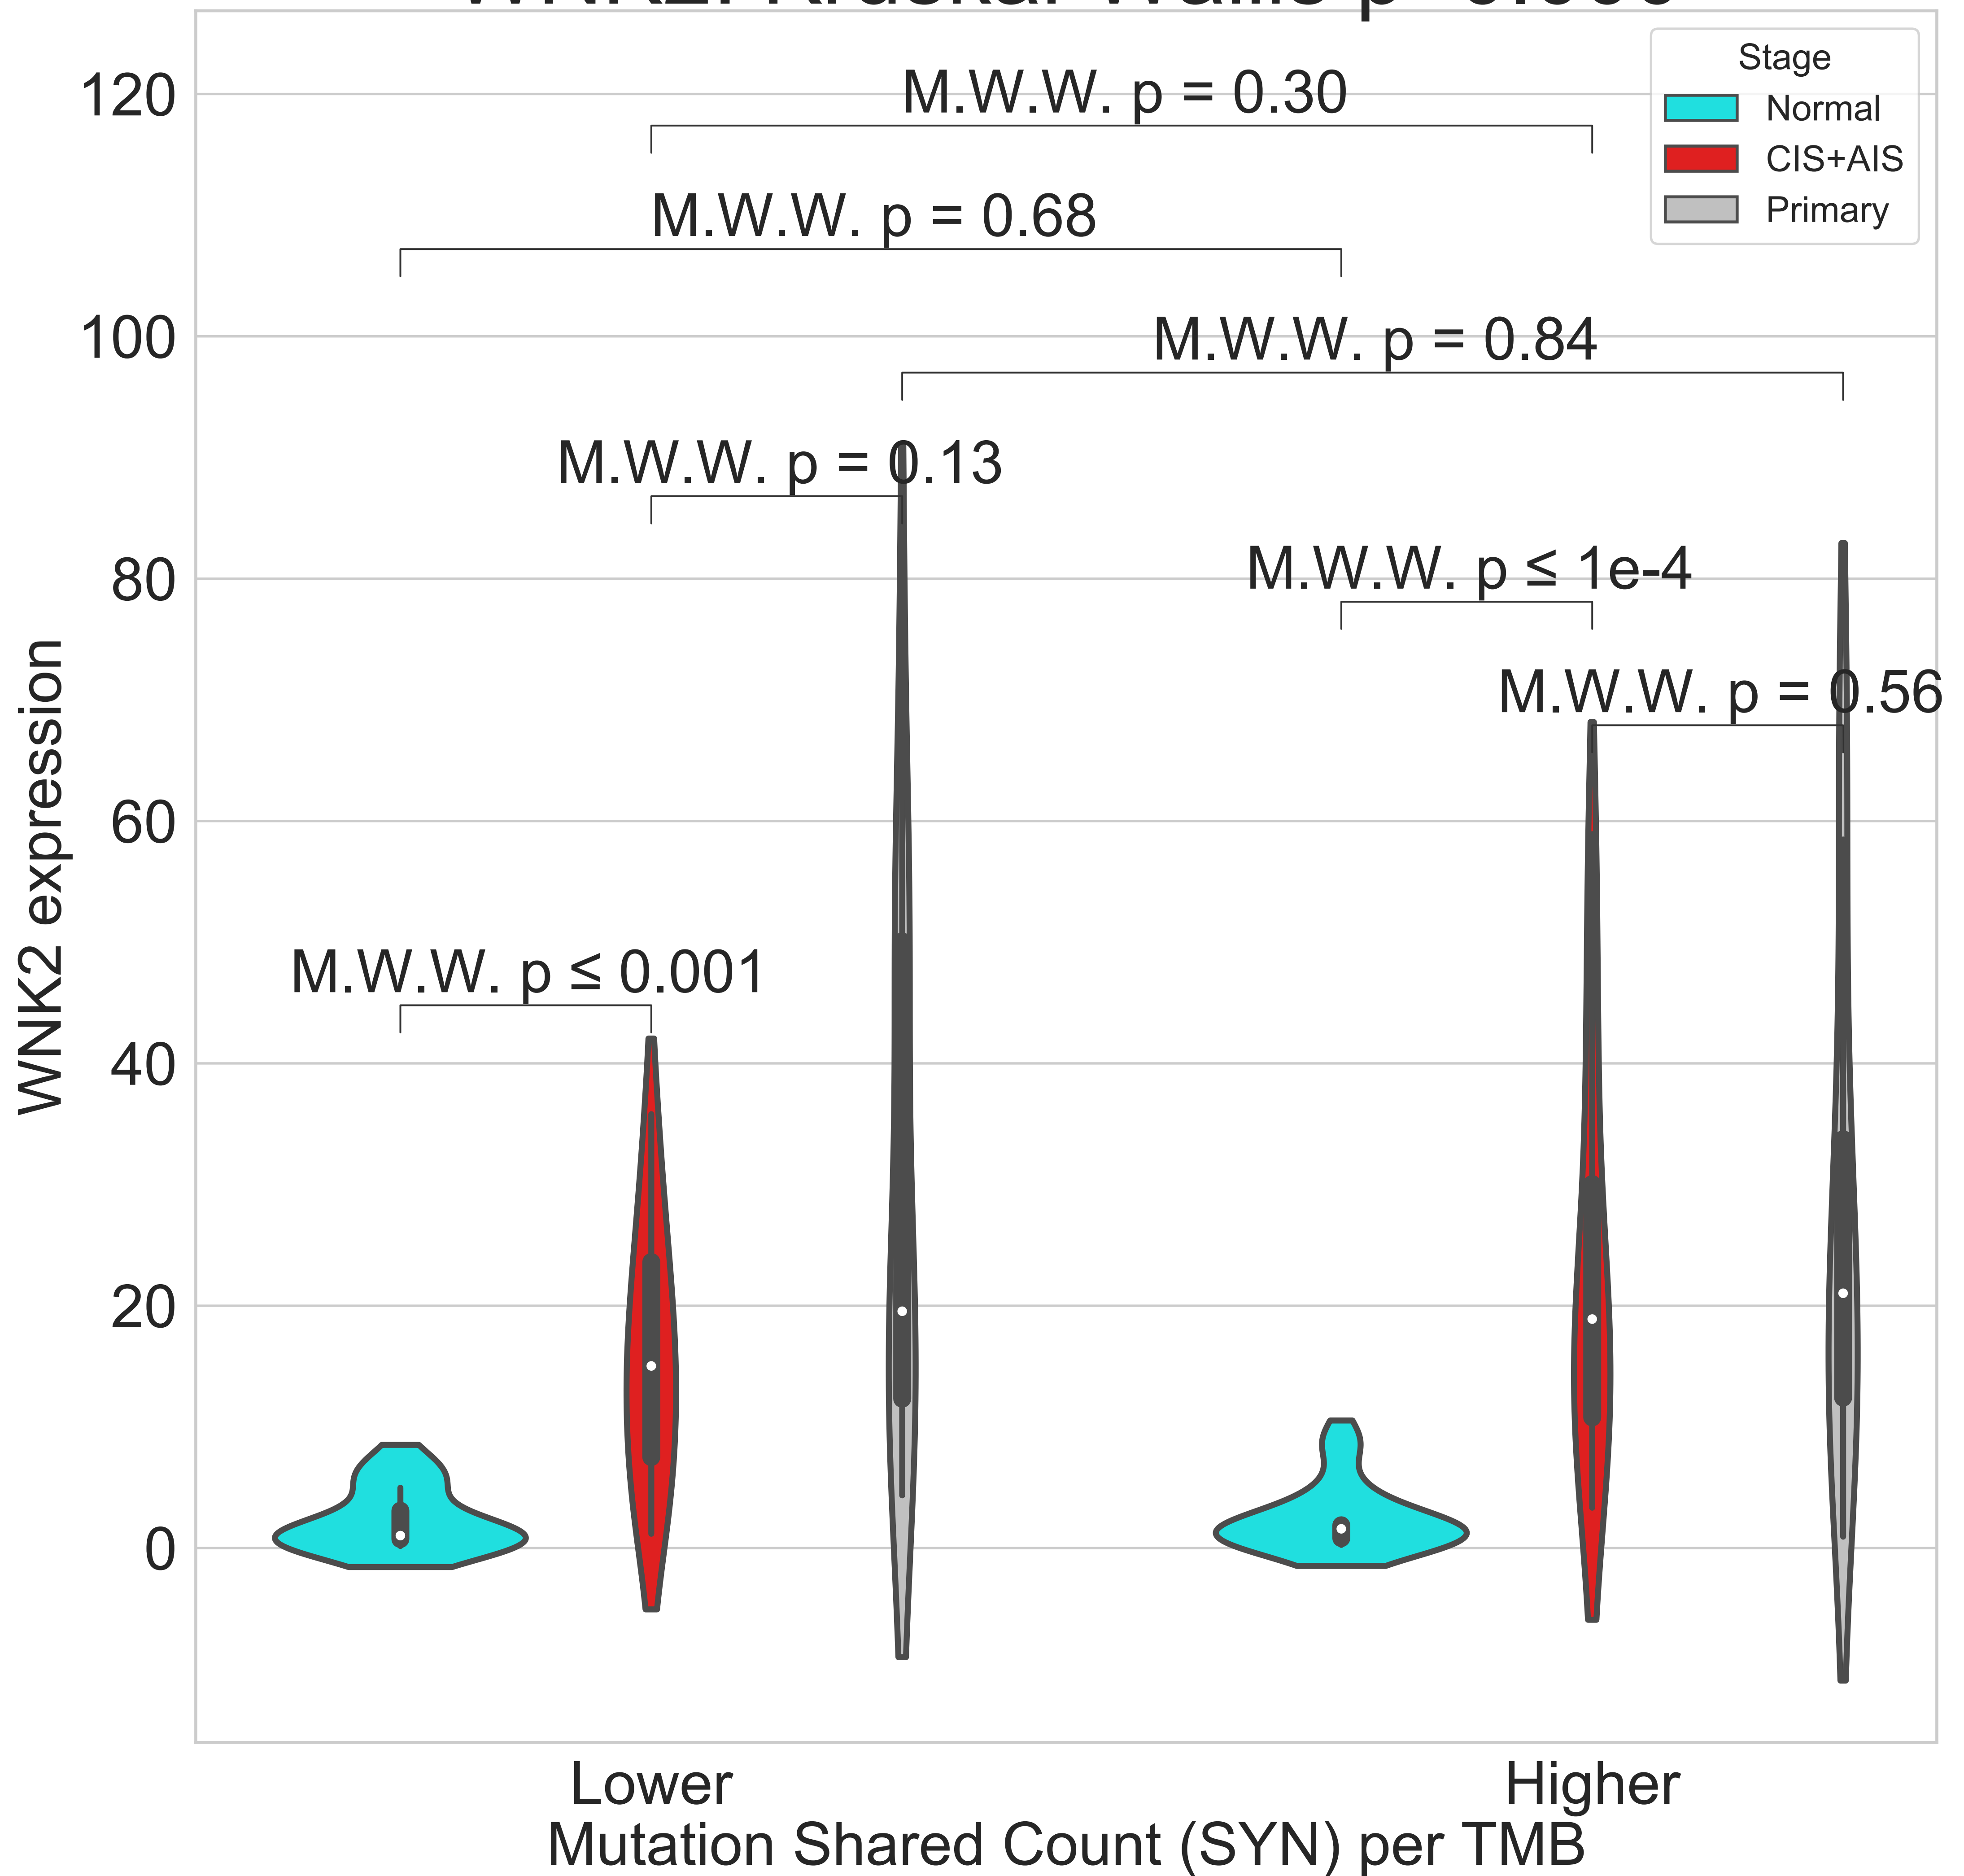 120
100
80
60
40
20
0
WNK2 expression
M.W.W. p = 0.30
M.W.W. p = 0.68
M.W.W. p = 0.84
M.W.W. p = 0.13
M.W.W. p ≤ 1e-4
M.W.W. p = 0.56
M.W.W. p ≤ 0.001
Stage
Normal
CIS+AIS
Primary
Lower
Higher
Mutation Shared Count (SYN) per TMB